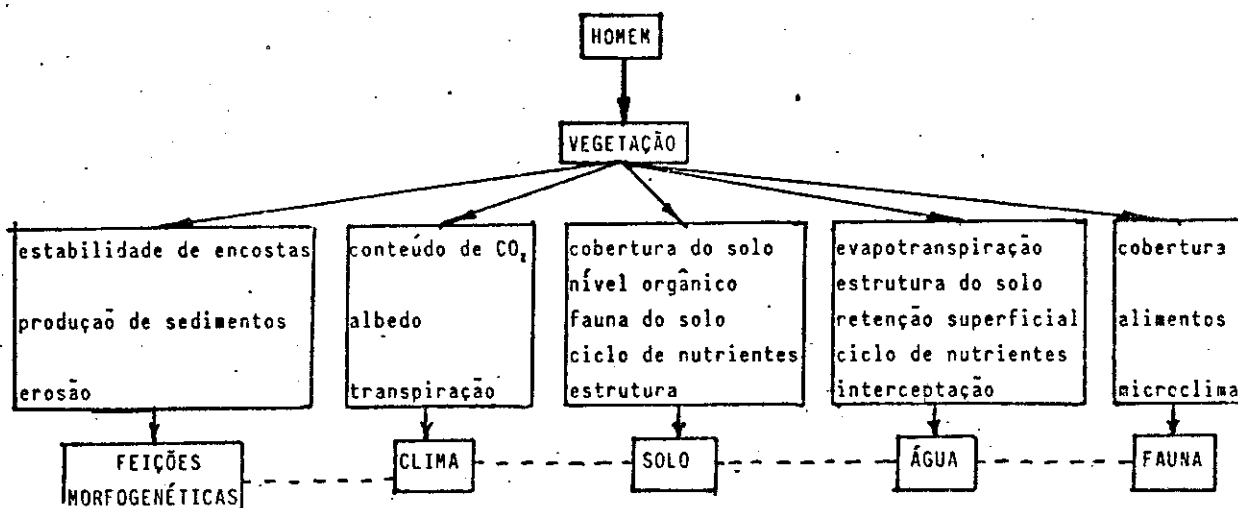 HOMEM
VEGETAÇÃO
estabilidade de encostas
produção de sedimentos
erosão
conteúdo de CO₂
albedo
transpiração
cobertura do solo
nível orgânico
fauna do solo
ciclo de nutrientes
estrutura
evapotranspiração
estrutura do solo
retenção superficial
ciclo de nutrientes
interceptação
cobertura
alimentos
microclima
FEIÇÕES
MORFOGENÉTICAS
CLIMA
SOLO
ÁGUA
FAUNA